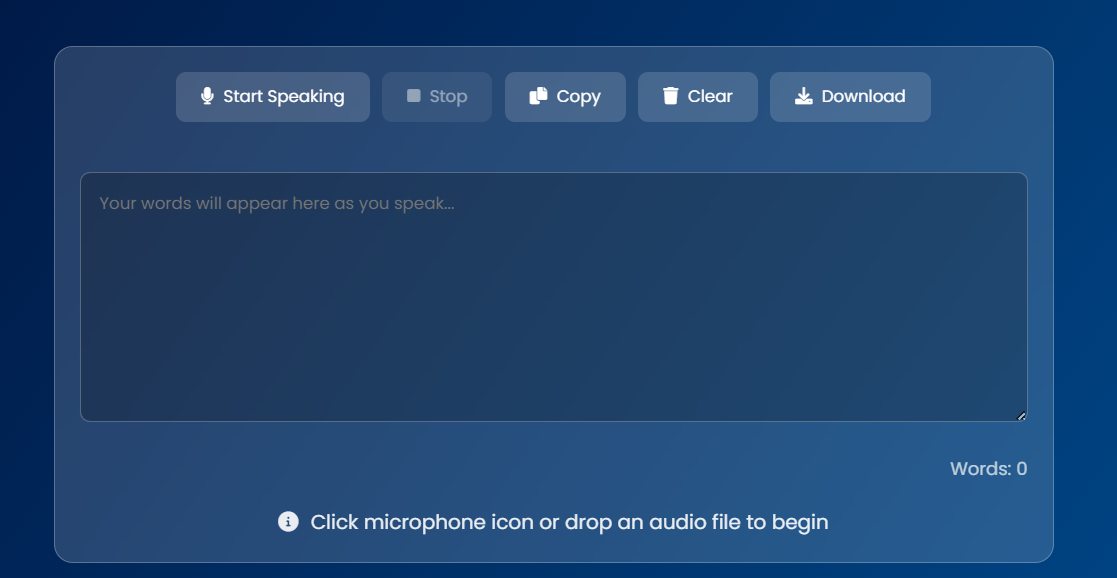 Start Speaking Stop Copy Clear Download
Your words will appear here as you speak...
Words: 0
Click microphone icon or drop an audio file to begin